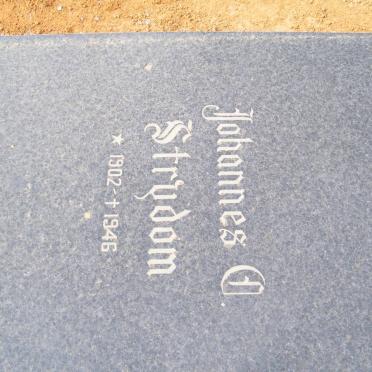 Johannes C.
Strydom
★ 1902 - ✝ 1946